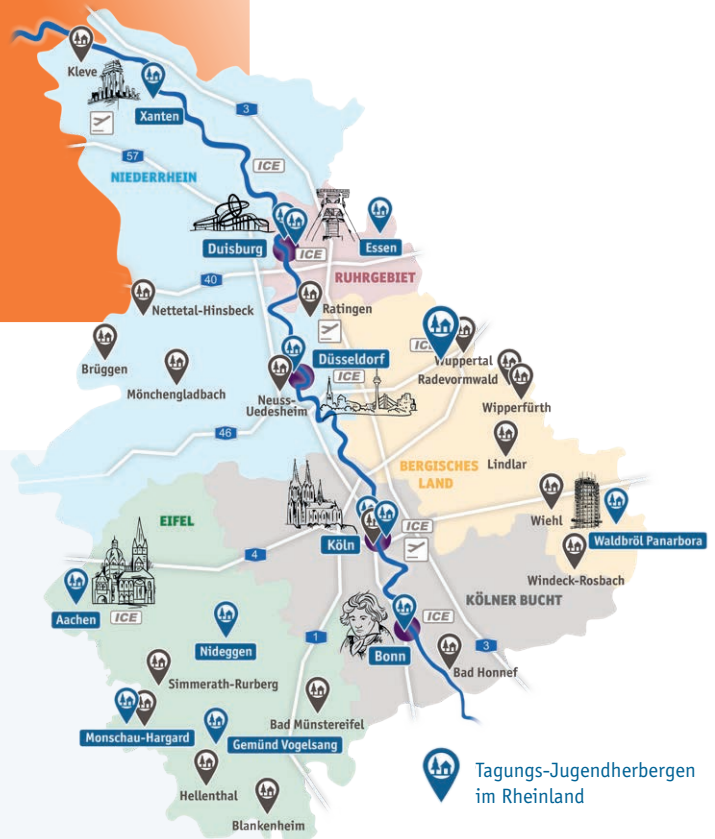 Kleve
Xanten
3
57
ICE
NIEDERRHEIN
Duisburg
ICE
Essen
RUHRGEBIET
40
Nettetal-Hinsbeck
Ratingen
Brüggen
Mönchengladbach
Düsseldorf
ICE
Neuss-
Uedesheim
Wuppertal
Radevormwald
Wipperfürth
46
Lindlar
BERGISCHES
LAND
EIFEL
Wiehl
Köln
ICE
Waldbröl Panarbora
4
Windeck-Rosbach
KÖLNER BUCHT
Aachen
ICE
Nideggen
ICE
Bonn
1
3
Bad Honnef
Simmerath-Rurberg
Bad Münstereifel
Monschau-Hargard
Gemünd Vogelsang
Hellenthal
Blankenheim
Tagungs-Jugendherbergen
im Rheinland